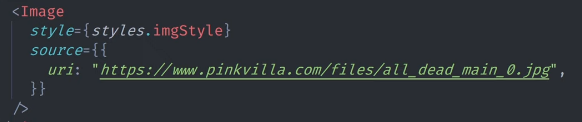 <Image
style={styles.imgStyle}
source={{
uri: "https://www.pinkvilla.com/files/all_dead_main_0.jpg",
}}
/>